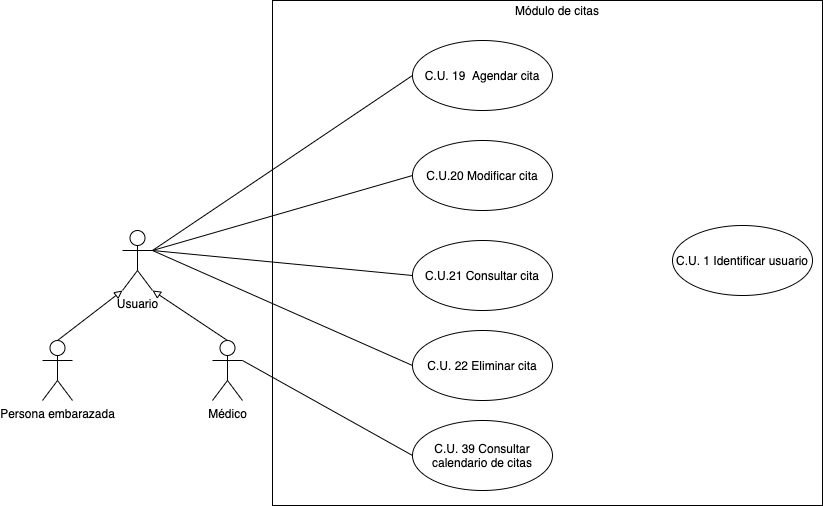 Módulo de citas
C.U. 19  Agendar cita
C.U.20 Modificar cita
C.U. 1 Identificar usuario
C.U.21 Consultar cita
Usuario
C.U. 22 Eliminar cita
Persona embarazada
Médico
C.U. 39 Consultar
calendario de citas